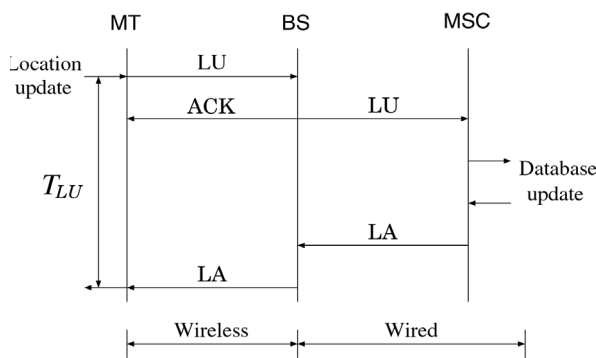 MT BS MSC
Location
update
LU
ACK LU
T_LU
Database
update
LA
LA
Wireless Wired